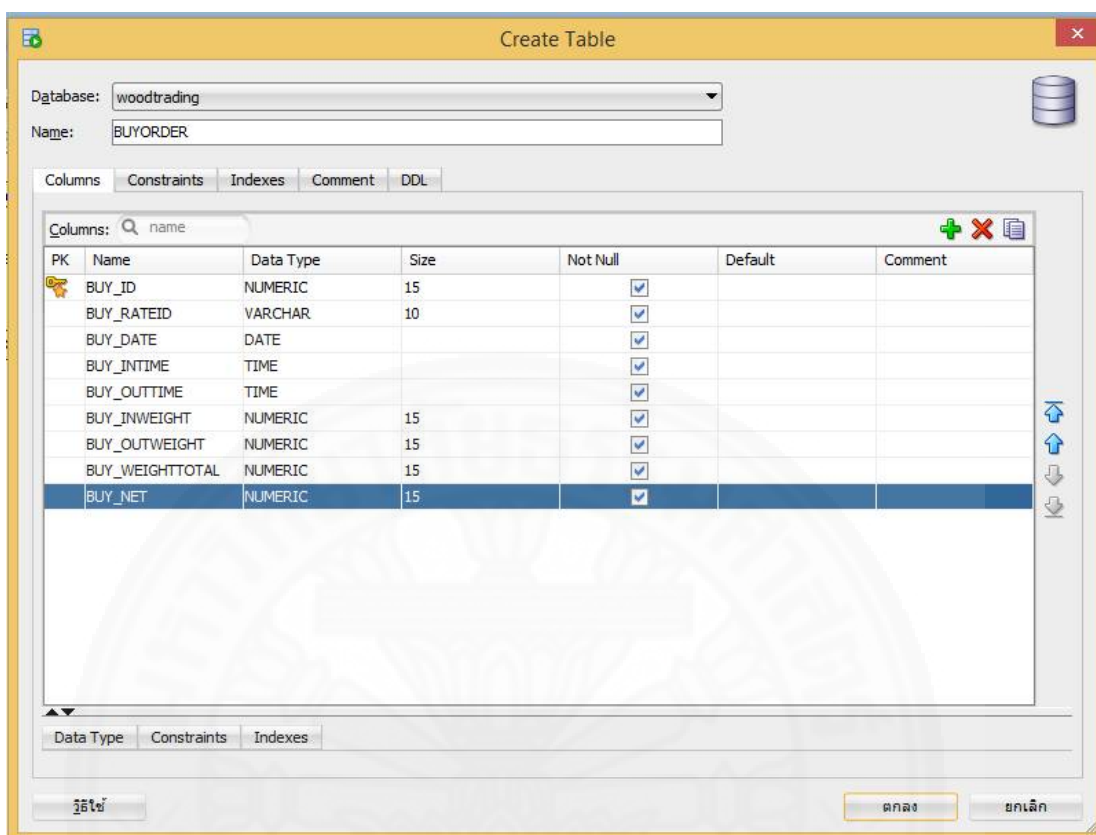 Create Table
Database: woodtrading
Name: BUYORDER
Columns Constraints Indexes Comment DDL
Columns: name
PK Name Data Type Size Not Null Default Comment
BUY_ID NUMERIC 15
BUY_RATEID VARCHAR 10
BUY_DATE DATE
BUY_INTIME TIME
BUY_OUTTIME TIME
BUY_INWEIGHT NUMERIC 15
BUY_OUTWEIGHT NUMERIC 15
BUY_WEIGHTTOTAL NUMERIC 15
BUY_NET NUMERIC 15
Data Type Constraints Indexes
วิธีใช้ ตกลง ยกเลิก